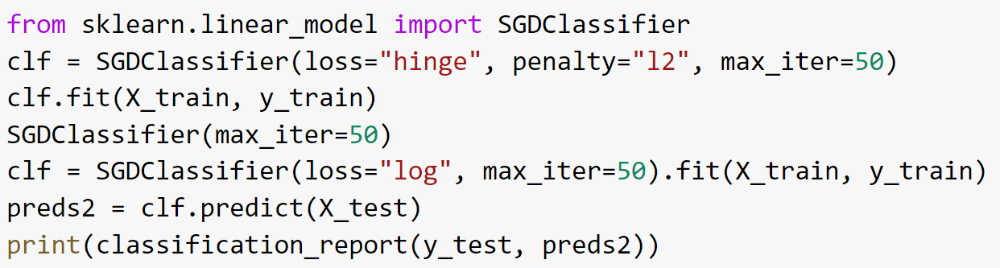 from sklearn.linear_model import SGDClassifier
clf = SGDClassifier(loss="hinge", penalty="l2", max_iter=50)
clf.fit(X_train, y_train)
SGDClassifier(max_iter=50)
clf = SGDClassifier(loss="log", max_iter=50).fit(X_train, y_train)
preds2 = clf.predict(X_test)
print(classification_report(y_test, preds2))